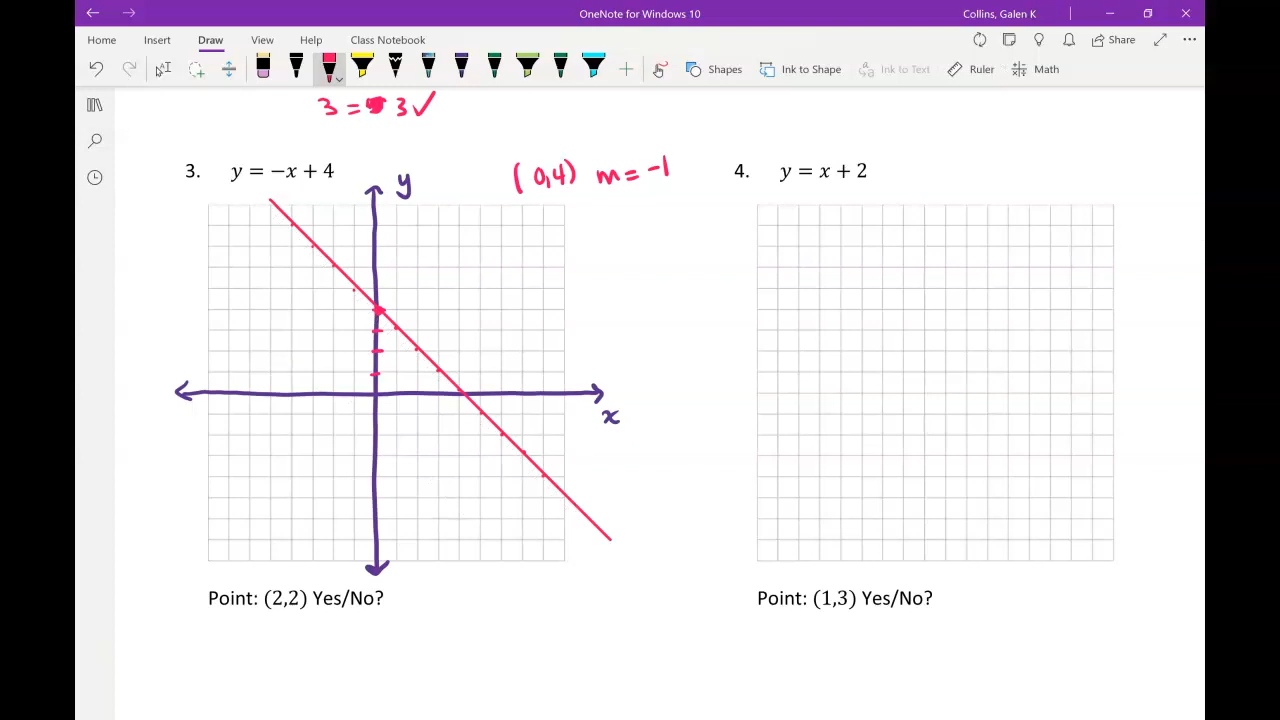 OneNote for Windows 10
Collins, Galen K
Home Insert Draw View Help Class Notebook
Share
Shapes Ink to Shape Ink to Text Ruler Math
3 = 3 ✓
3. y = −x + 4
(0,4) m = -1
4. y = x + 2
y
x
Point: (2,2) Yes/No?
Point: (1,3) Yes/No?